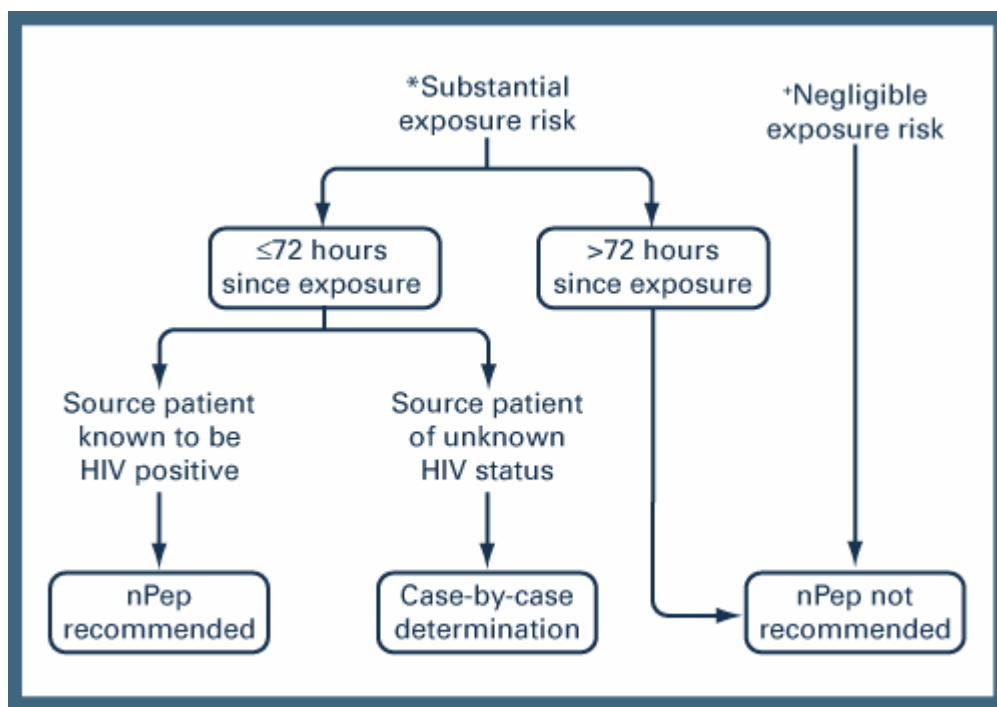 *Substantial
exposure risk
+Negligible
exposure risk
≤72 hours
since exposure
>72 hours
since exposure
Source patient
known to be
HIV positive
Source patient
of unknown
HIV status
nPep
recommended
Case-by-case
determination
nPep not
recommended